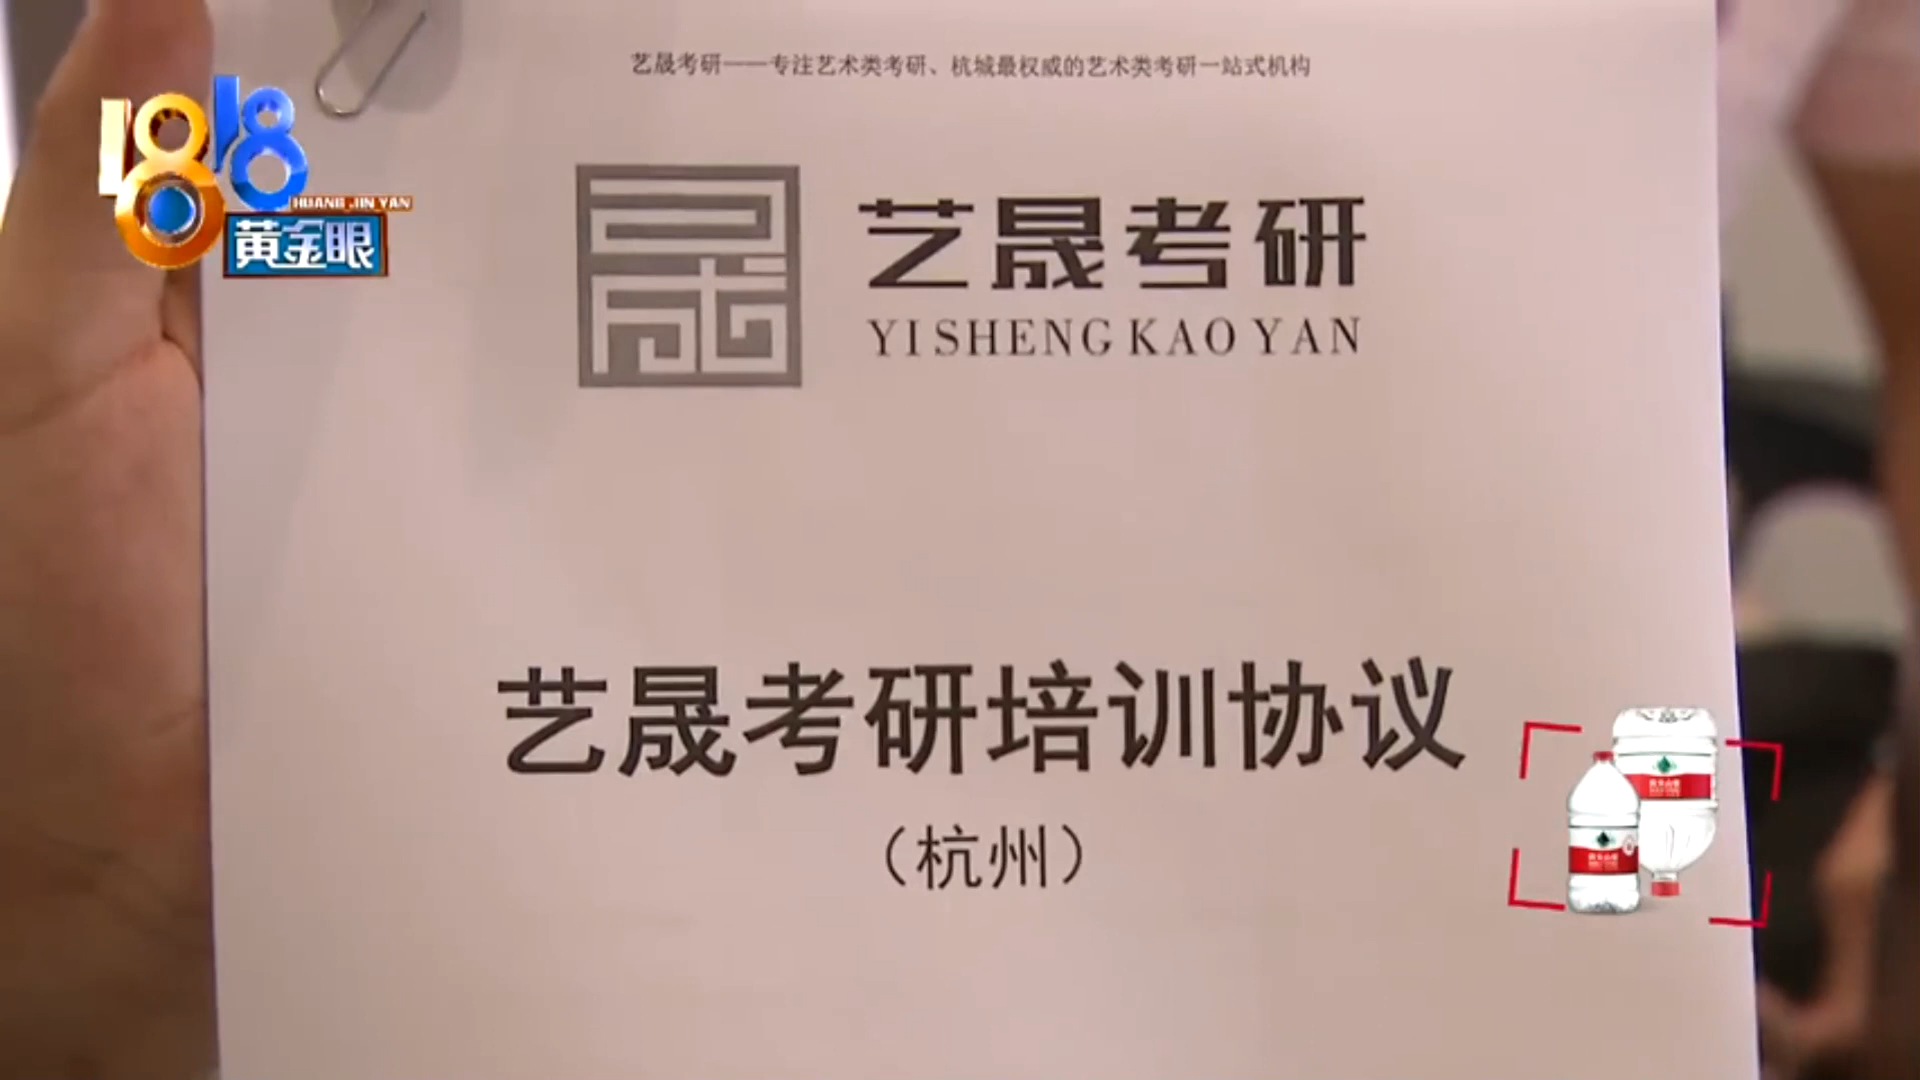 艺晟考研——专注艺术类考研、杭城最权威的艺术类考研一站式机构
1818
HUANG JIN YAN
黄金眼
晟
艺晟考研
YI SHENG KAO YAN
艺晟考研培训协议
（杭州）